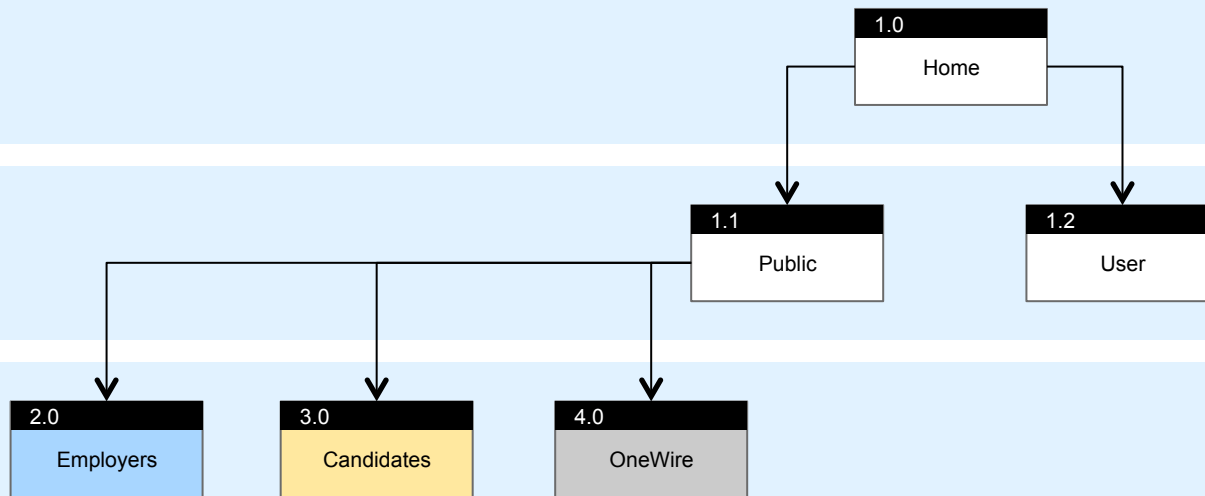 1.0
Home
1.1
Public
1.2
User
2.0
Employers
3.0
Candidates
4.0
OneWire